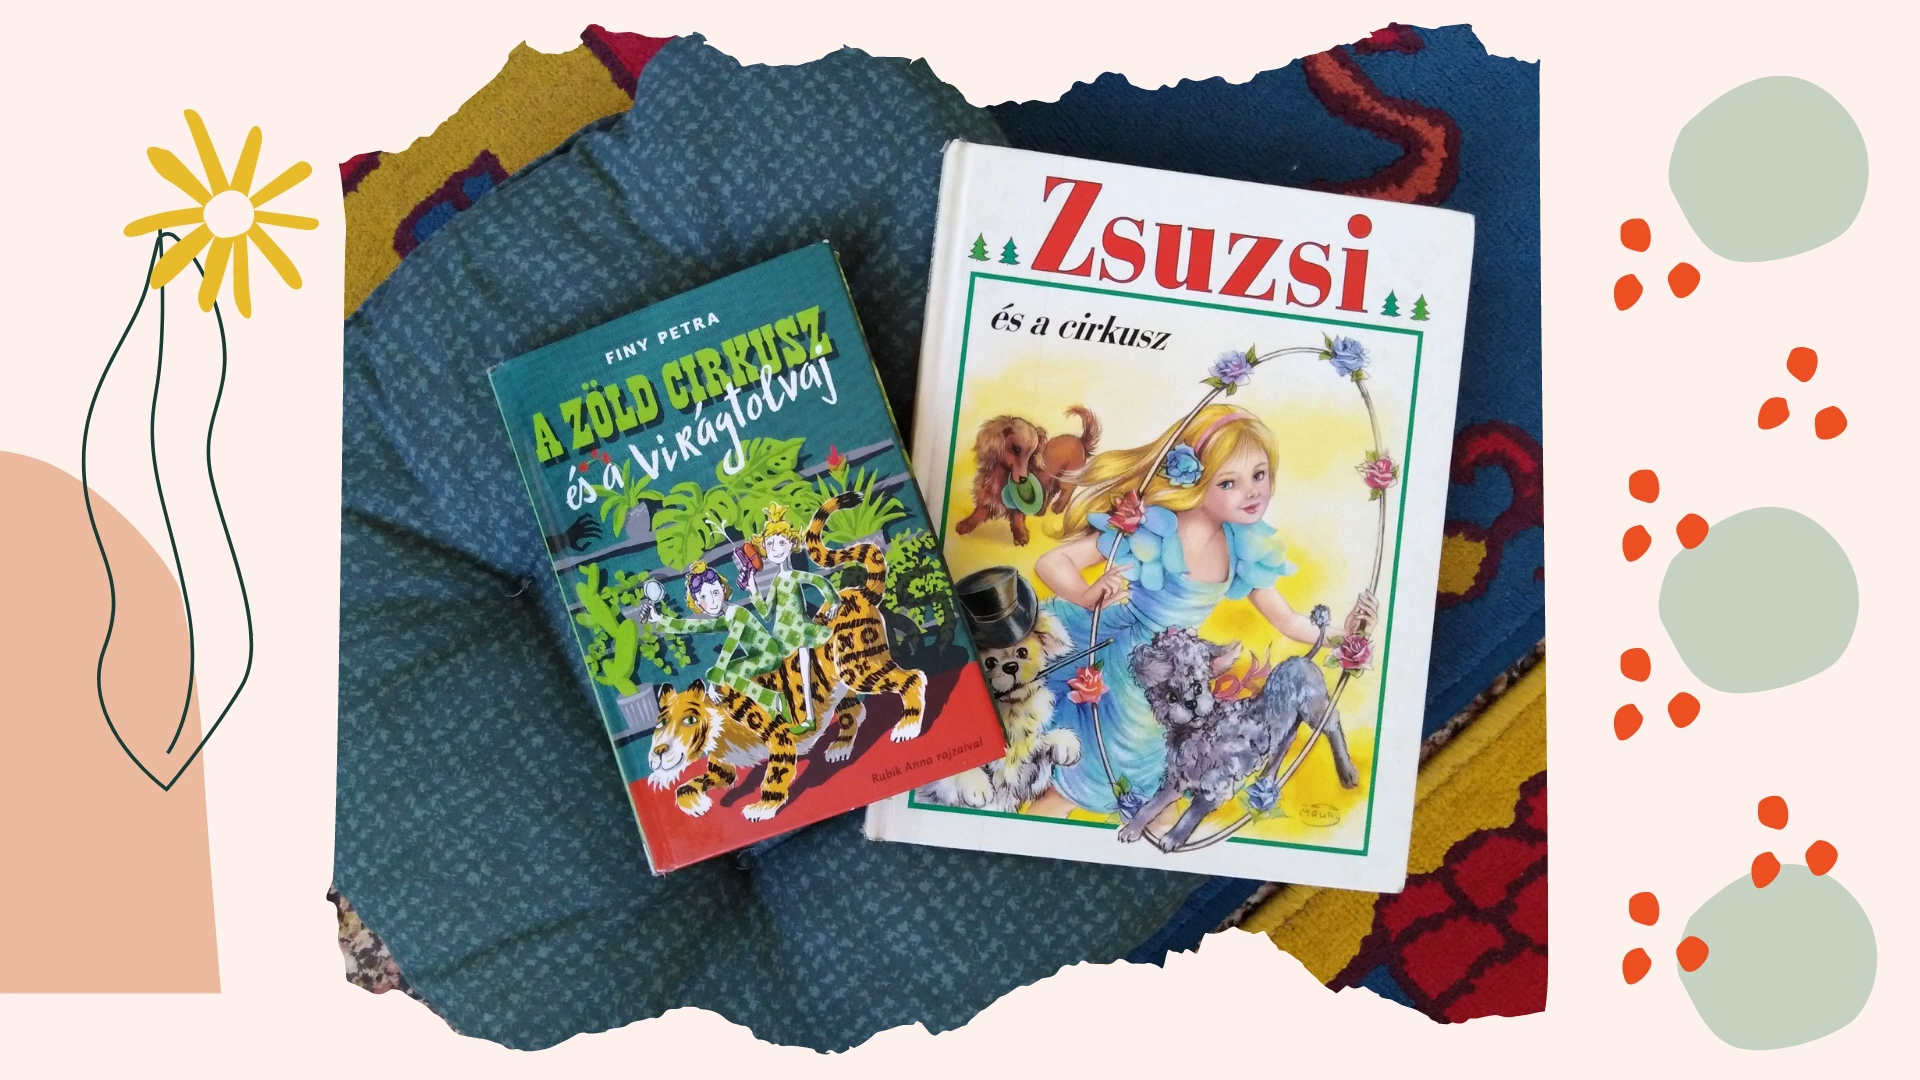 FINY PETRA
A ZÖLD CIRKUSZ
és a virágtolvaj
Rubik Anna rajzaival
Zsuzsi
és a cirkusz